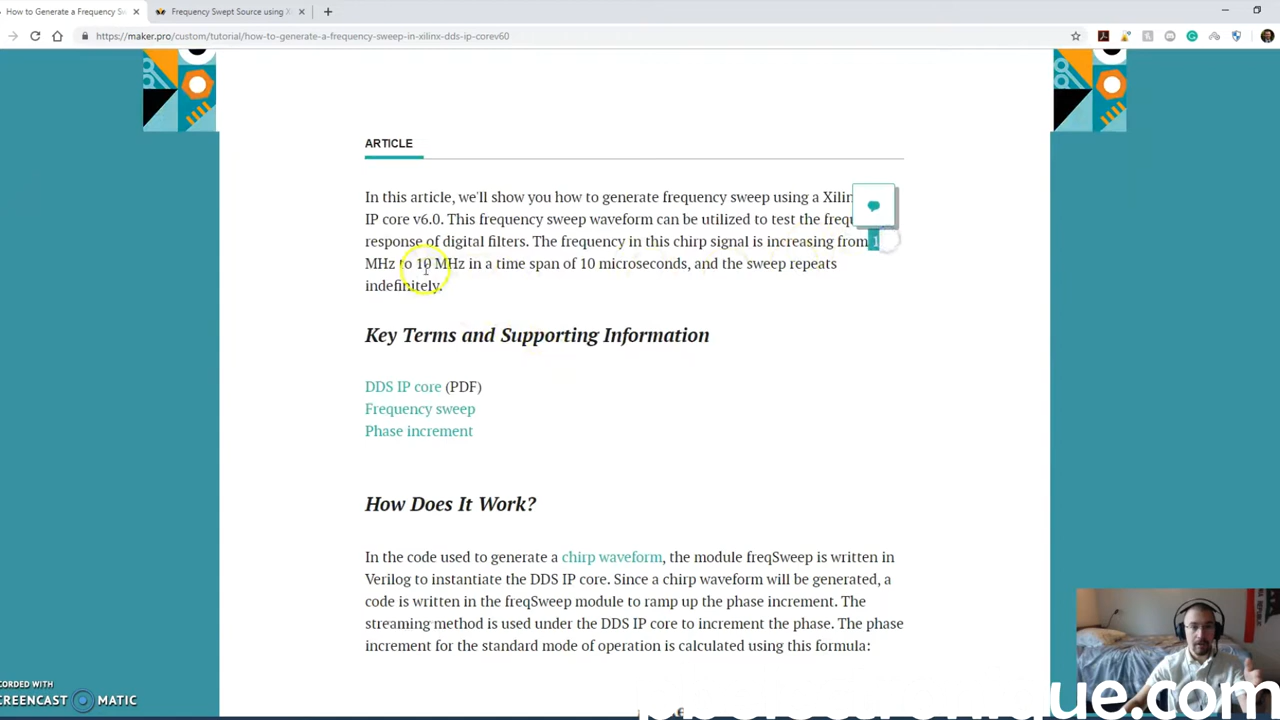 How to Generate a Frequency Sw
Frequency Swept Source using X
https://maker.pro/custom/tutorial/how-to-generate-a-frequency-sweep-in-xilinx-dds-ip-corev60
ARTICLE
In this article, we'll show you how to generate frequency sweep using a Xilin
IP core v6.0. This frequency sweep waveform can be utilized to test the frequ
response of digital filters. The frequency in this chirp signal is increasing from 1
MHz to 10 MHz in a time span of 10 microseconds, and the sweep repeats
indefinitely.
Key Terms and Supporting Information
DDS IP core (PDF)
Frequency sweep
Phase increment
How Does It Work?
In the code used to generate a chirp waveform, the module freqSweep is written in
Verilog to instantiate the DDS IP core. Since a chirp waveform will be generated, a
code is written in the freqSweep module to ramp up the phase increment. The
streaming method is used under the DDS IP core to increment the phase. The phase
increment for the standard mode of operation is calculated using this formula:
CORDED WITH
CREENCAST MATIC